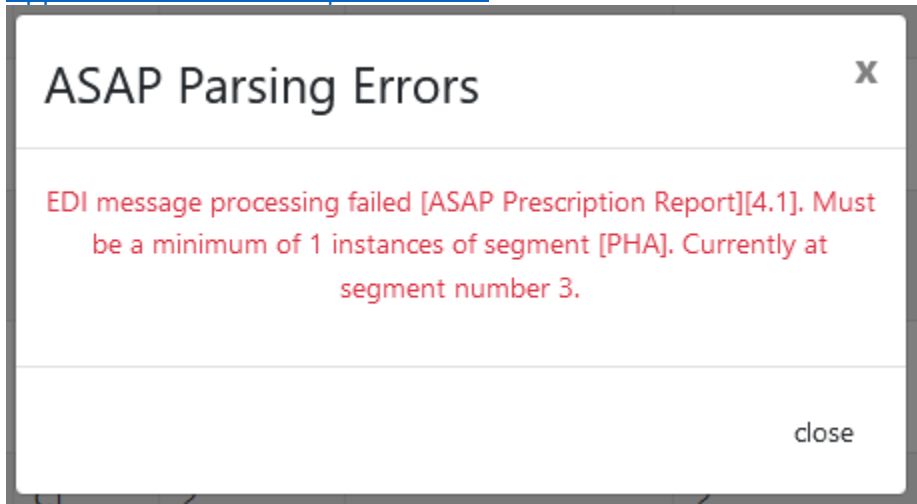 ASAP Parsing Errors
x
EDI message processing failed [ASAP Prescription Report][4.1]. Must
be a minimum of 1 instances of segment [PHA]. Currently at
segment number 3.
close